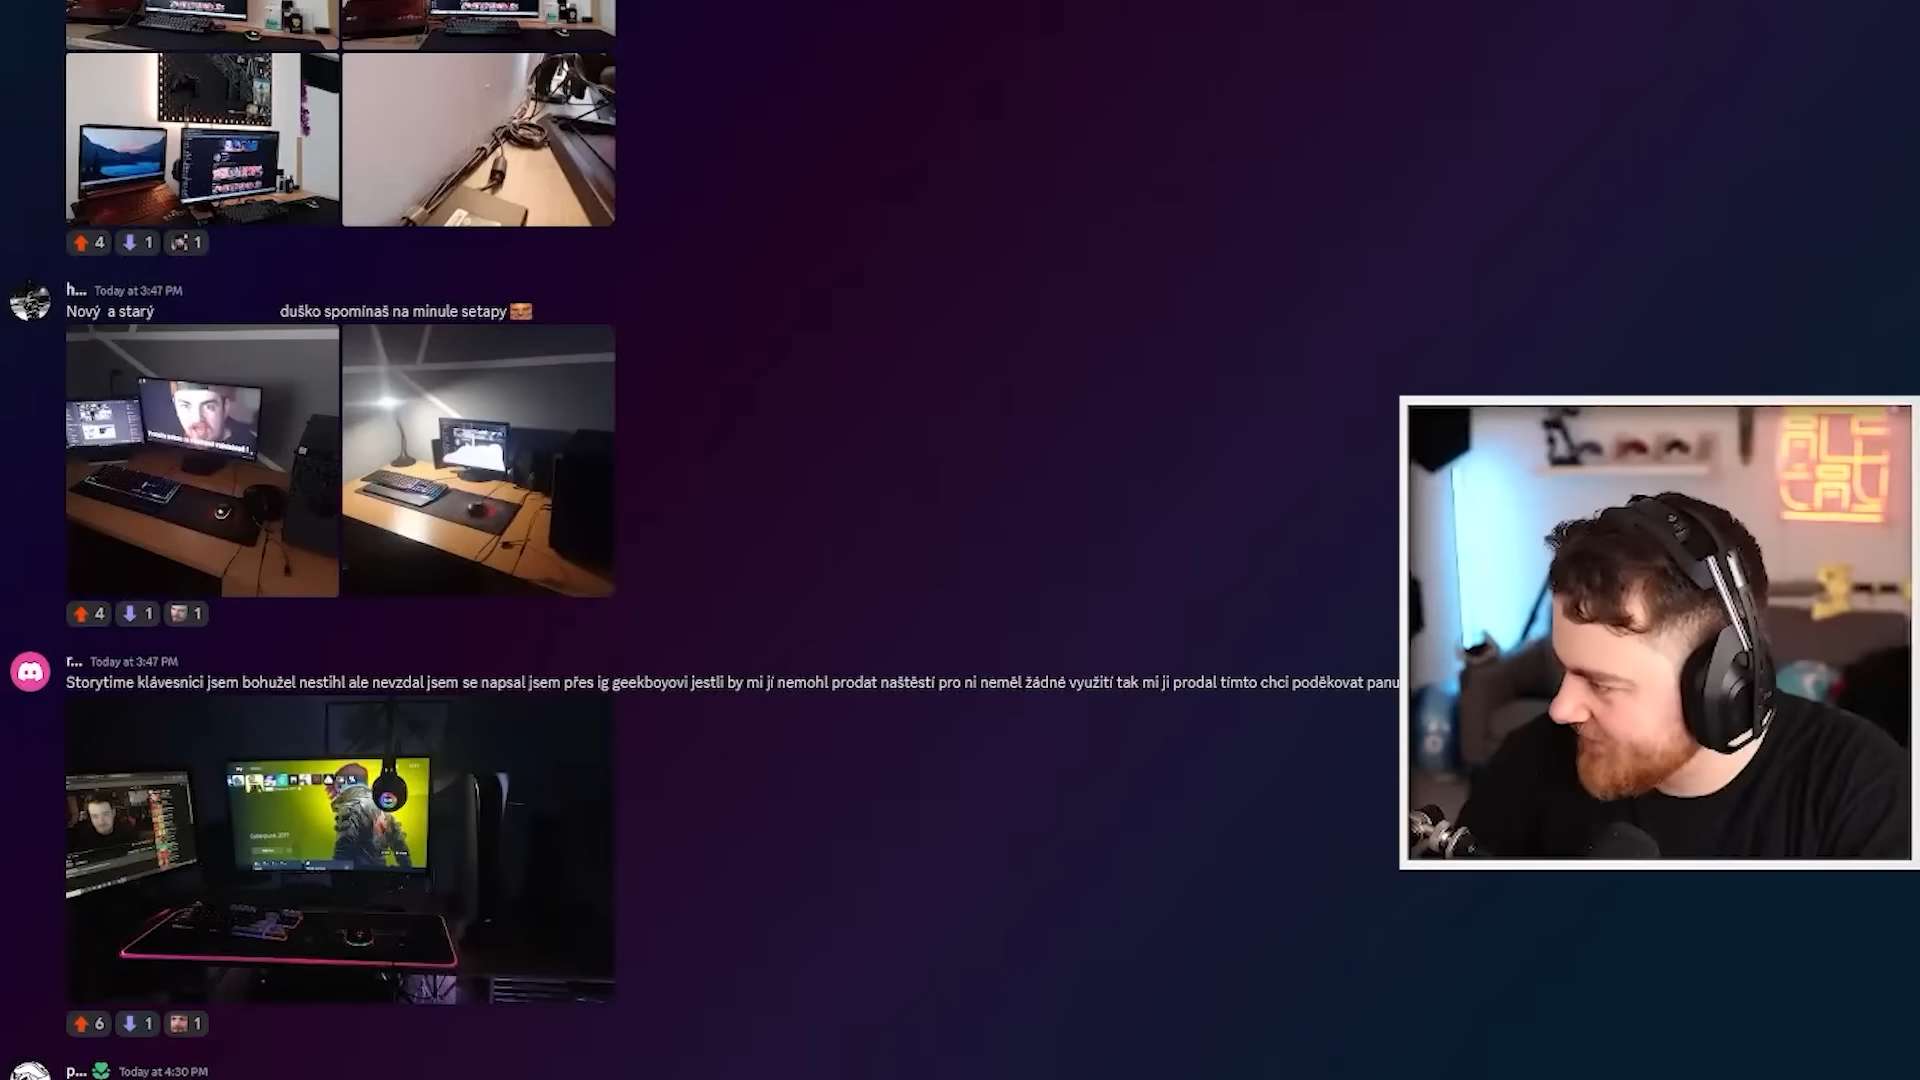 4 1 1
h... Today at 3:47 PM
Nový a starý duško spomínaš na minule setapy
4 1 1
r... Today at 3:47 PM
Storytime klávesnici jsem bohužel nestihl ale nevzdal jsem se napsal jsem přes ig geekboyovi jestli by mi jí nemohl prodat naštěstí pro ni neměl žádné využití tak mi ji prodal tímto chci poděkovat panu
Cyberpunk 2077
6 1 1
p... Today at 4:30 PM